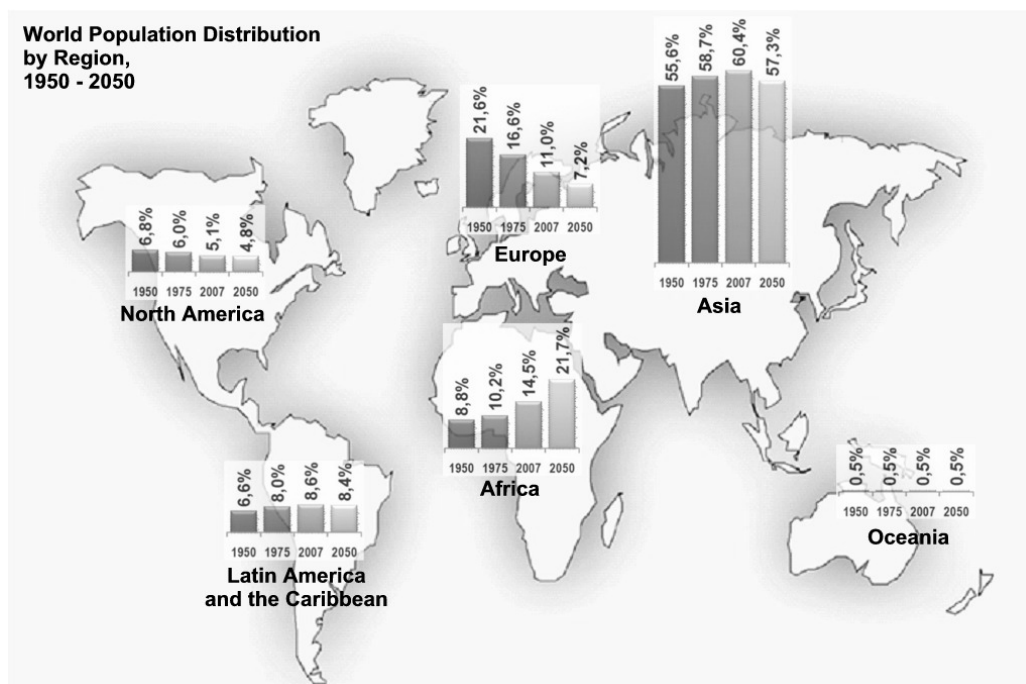 World Population Distribution
by Region,
1950 - 2050
6,8% 6,0% 5,1% 4,8%
1950 1975 2007 2050
North America
21,6% 16,6% 11,0% 7,2%
1950 1975 2007 2050
Europe
55,6% 58,7% 60,4% 57,3%
1950 1975 2007 2050
Asia
8,8% 10,2% 14,5% 21,7%
1950 1975 2007 2050
Africa
6,6% 8,0% 8,6% 8,4%
1950 1975 2007 2050
Latin America
and the Caribbean
0,5% 0,5% 0,5% 0,5%
1950 1975 2007 2050
Oceania